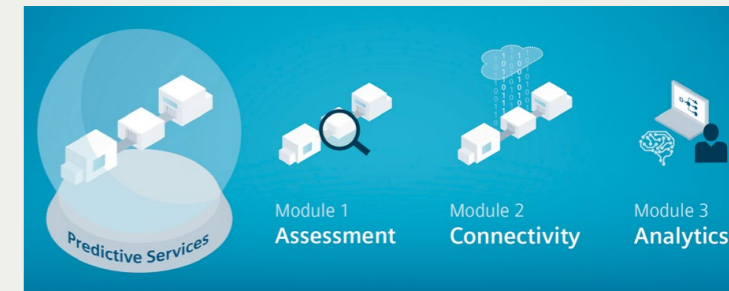 Predictive Services
Module 1
Assessment
Module 2
Connectivity
Module 3
Analytics